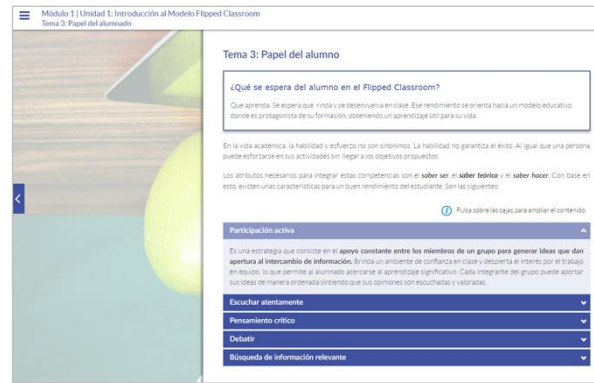 Módulo 1 | Unidad 1: Introducción al Modelo Flipped Classroom
Tema 3: Papel del alumnado
Tema 3: Papel del alumno
¿Qué se espera del alumno en el Flipped Classroom?
Que aprenda. Se espera que rinda y se desenvuelva en clase. Ese rendimiento se orienta hacia un modelo educativo
donde es protagonista de su formación, obteniendo un aprendizaje útil para su vida.
En la vida académica, la habilidad y esfuerzo no son sinónimos. La habilidad no garantiza el éxito. Al igual que una persona
puede esforzarse en sus actividades sin llegar a los objetivos propuestos.
Los atributos necesarios para integrar estas competencias son el saber ser, el saber teórico y el saber hacer. Con base en
esto, existen unas características para un buen rendimiento del estudiante. Son las siguientes:
Pulsa sobre las cajas para ampliar el contenido.
Participación activa
Es una estrategia que consiste en el apoyo constante entre los miembros de un grupo para generar ideas que dan
apertura al intercambio de información. Brinda un ambiente de confianza en clase y despierta el interés por el trabajo
en equipo, lo que permite al alumnado acercarse al aprendizaje significativo. Cada integrante del grupo puede aportar
sus ideas de manera ordenada sintiendo que sus opiniones son escuchadas y valoradas.
Escuchar atentamente
Pensamiento crítico
Debatir
Búsqueda de información relevante